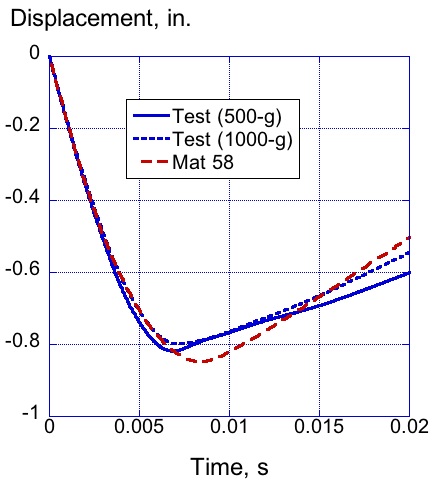 Displacement, in.
0
-0.2
-0.4
-0.6
-0.8
-1
Test (500-g)
Test (1000-g)
Mat 58
0 0.005 0.01 0.015 0.02
Time, s